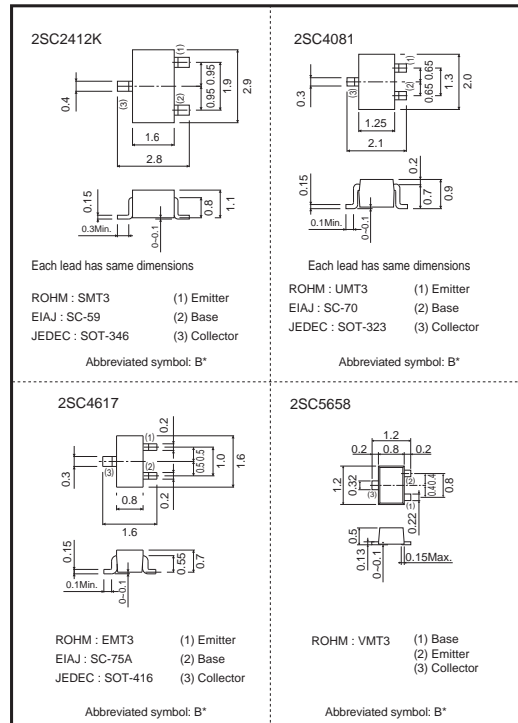 2SC2412K
(1)
(2)
(3)
0.4
0.95
0.95
1.9
2.9
1.6
2.8
0.15
0.3Min.
0~0.1
0.8
1.1
Each lead has same dimensions
ROHM : SMT3 (1) Emitter
EIAJ : SC-59 (2) Base
JEDEC : SOT-346 (3) Collector
Abbreviated symbol: B*
2SC4081
(1)
(2)
(3)
0.3
0.65
0.65
1.3
2.0
1.25
2.1
0.2
0.15
0.1Min.
0~0.1
0.7
0.9
Each lead has same dimensions
ROHM : UMT3 (1) Emitter
EIAJ : SC-70 (2) Base
JEDEC : SOT-323 (3) Collector
Abbreviated symbol: B*
2SC4617
0.2
(1)
(2)
(3)
0.3
0.5
0.5
1.0
1.6
0.8
0.2
1.6
0.15
0.1Min.
0~0.1
0.55
0.7
ROHM : EMT3 (1) Emitter
EIAJ : SC-75A (2) Base
JEDEC : SOT-416 (3) Collector
Abbreviated symbol: B*
2SC5658
1.2
0.2 0.8 0.2
1.2
0.32
(3)
(2)
(1)
0.4
0.4
0.8
0.22
0.5
0.13
0~0.1
0.15Max.
ROHM : VMT3 (1) Base
(2) Emitter
(3) Collector
Abbreviated symbol: B*